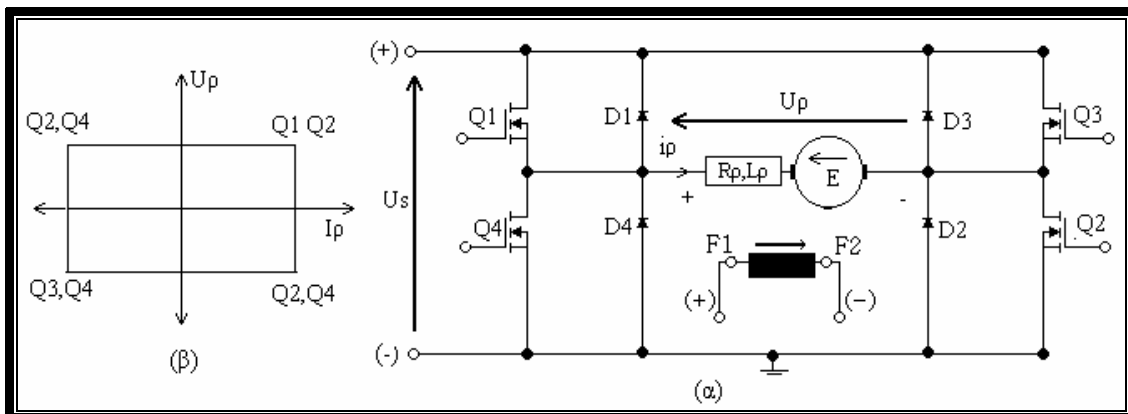 Uρ
Q2,Q4
Q1 Q2
Iρ
Q3,Q4
Q2,Q4
(β)
(+)
Us
(-)
Q1
D1
Uρ
D3
Q3
iρ
Rρ,Lρ
E
+
-
Q4
D4
D2
Q2
F1
F2
(+)
(−)
(α)